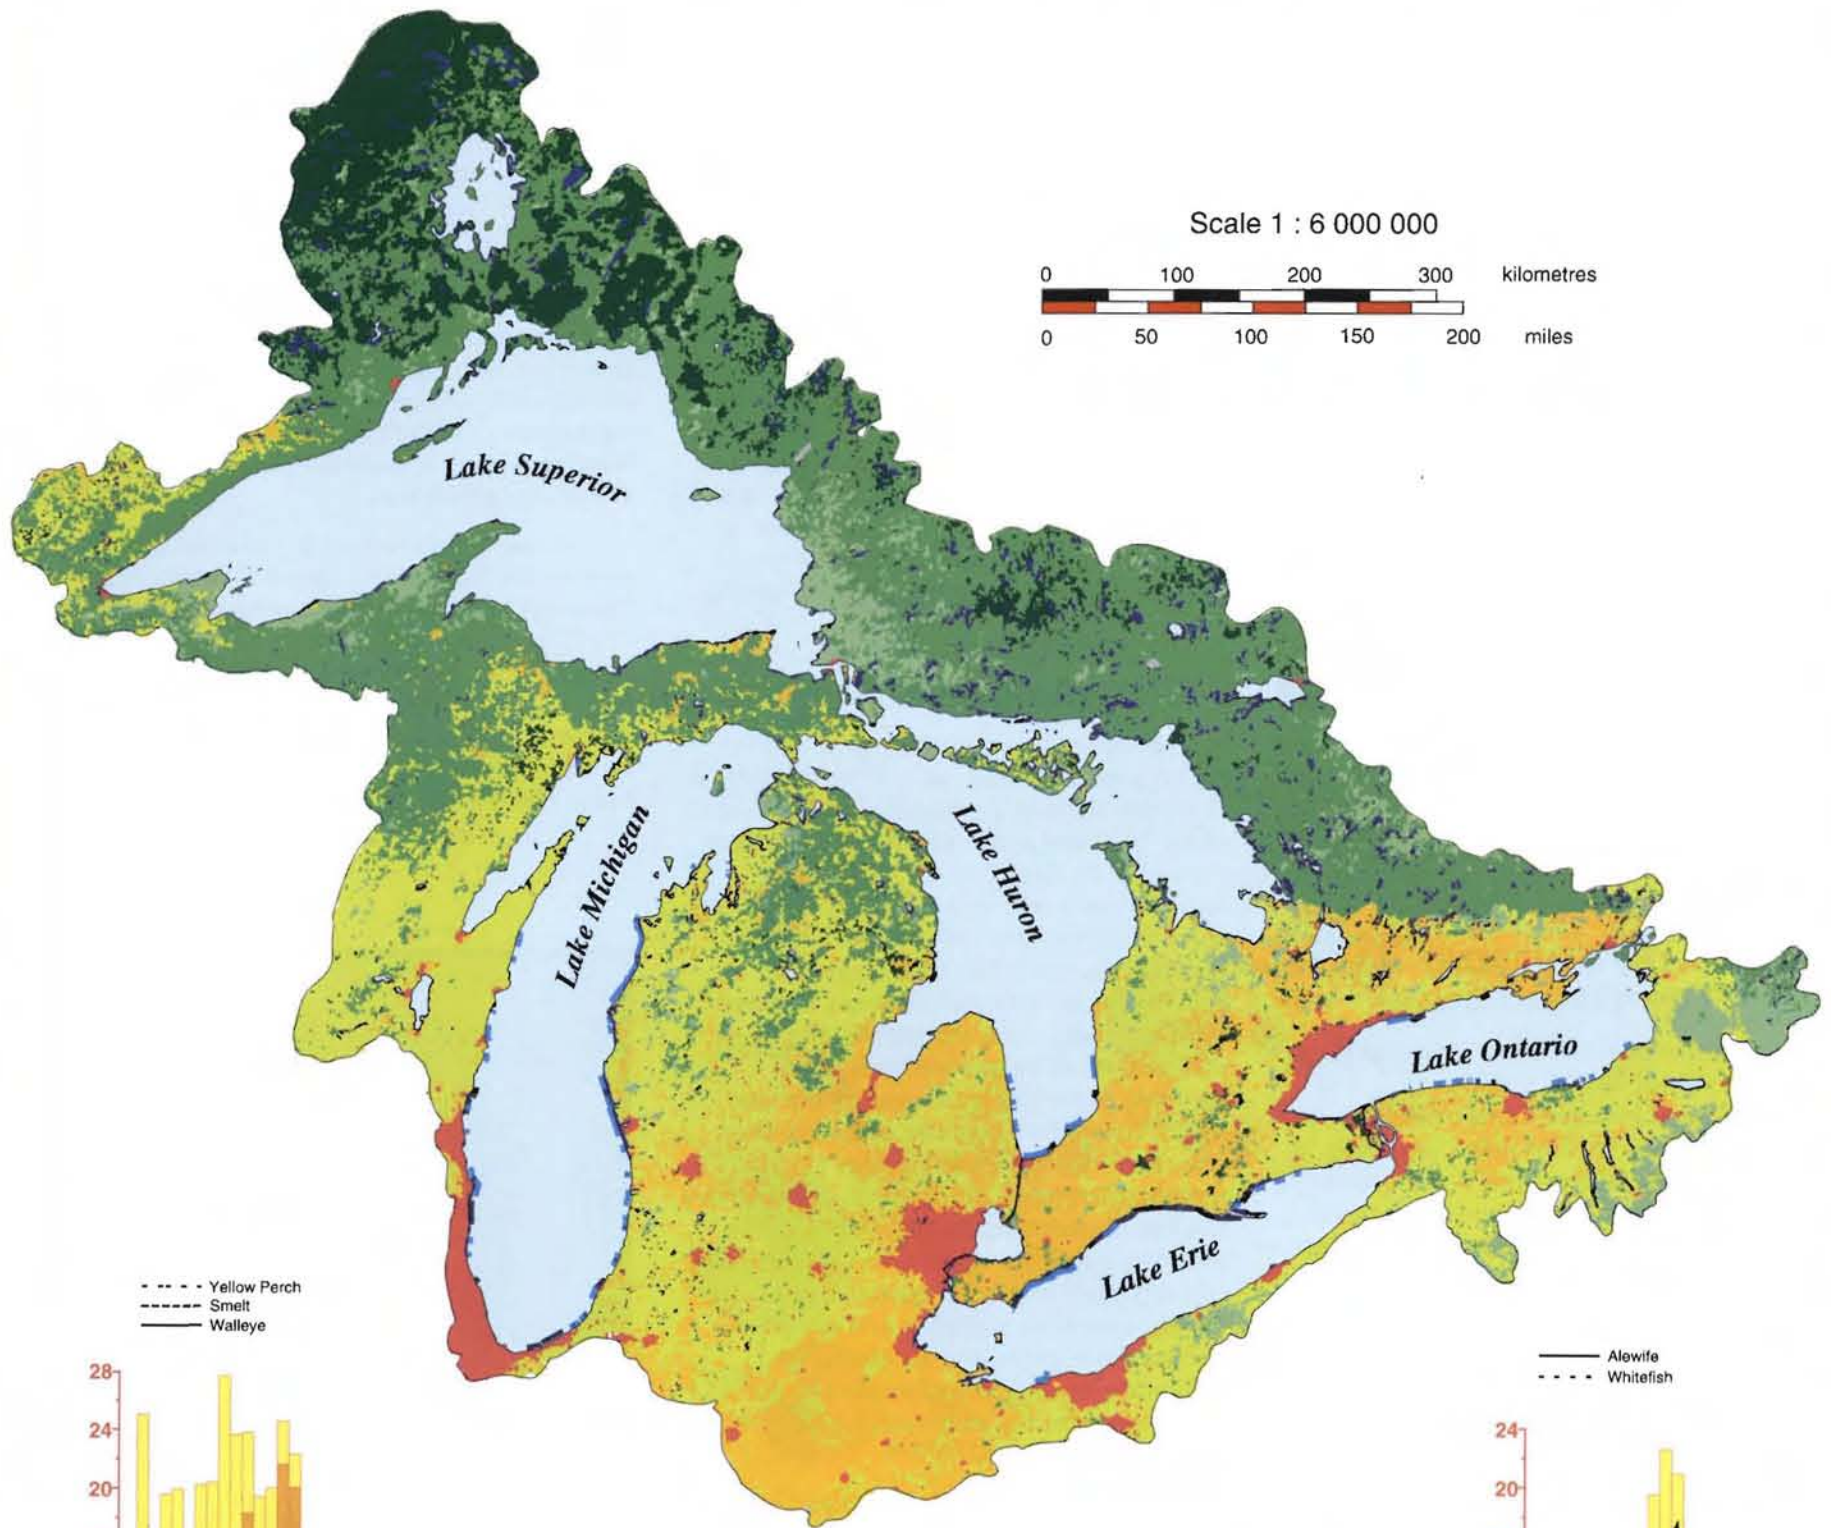 Scale 1 : 6 000 000
0 100 200 300 kilometres
0 50 100 150 200 miles
Lake Superior
Lake Michigan
Lake Huron
Lake Ontario
Lake Erie
Yellow Perch
Smelt
Walleye
28
24
20
Alewife
Whitefish
24
20